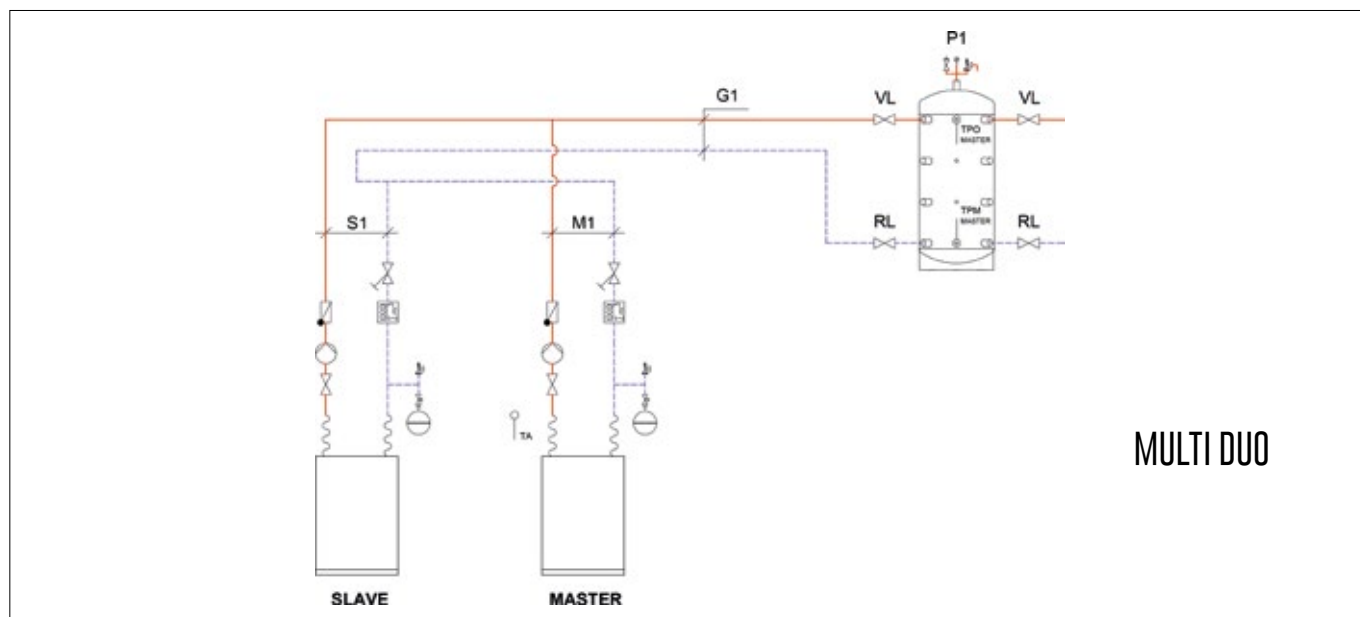 P1
G1
VL
VL
TPO
MASTER
S1
M1
RL
TPM
MASTER
RL
TA
MULTI DUO
SLAVE
MASTER